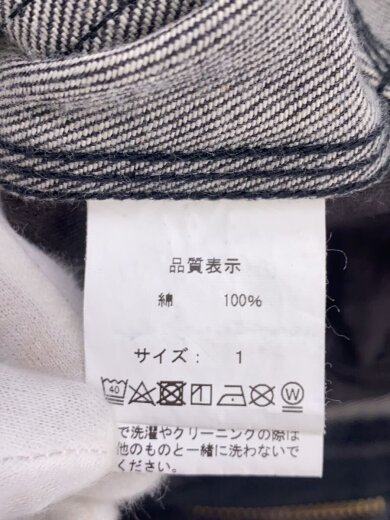 品質表示
綿 100%
サイズ: 1
40 W
で洗濯やクリーニングの際は
他のものと一緒に洗わないで
ください。